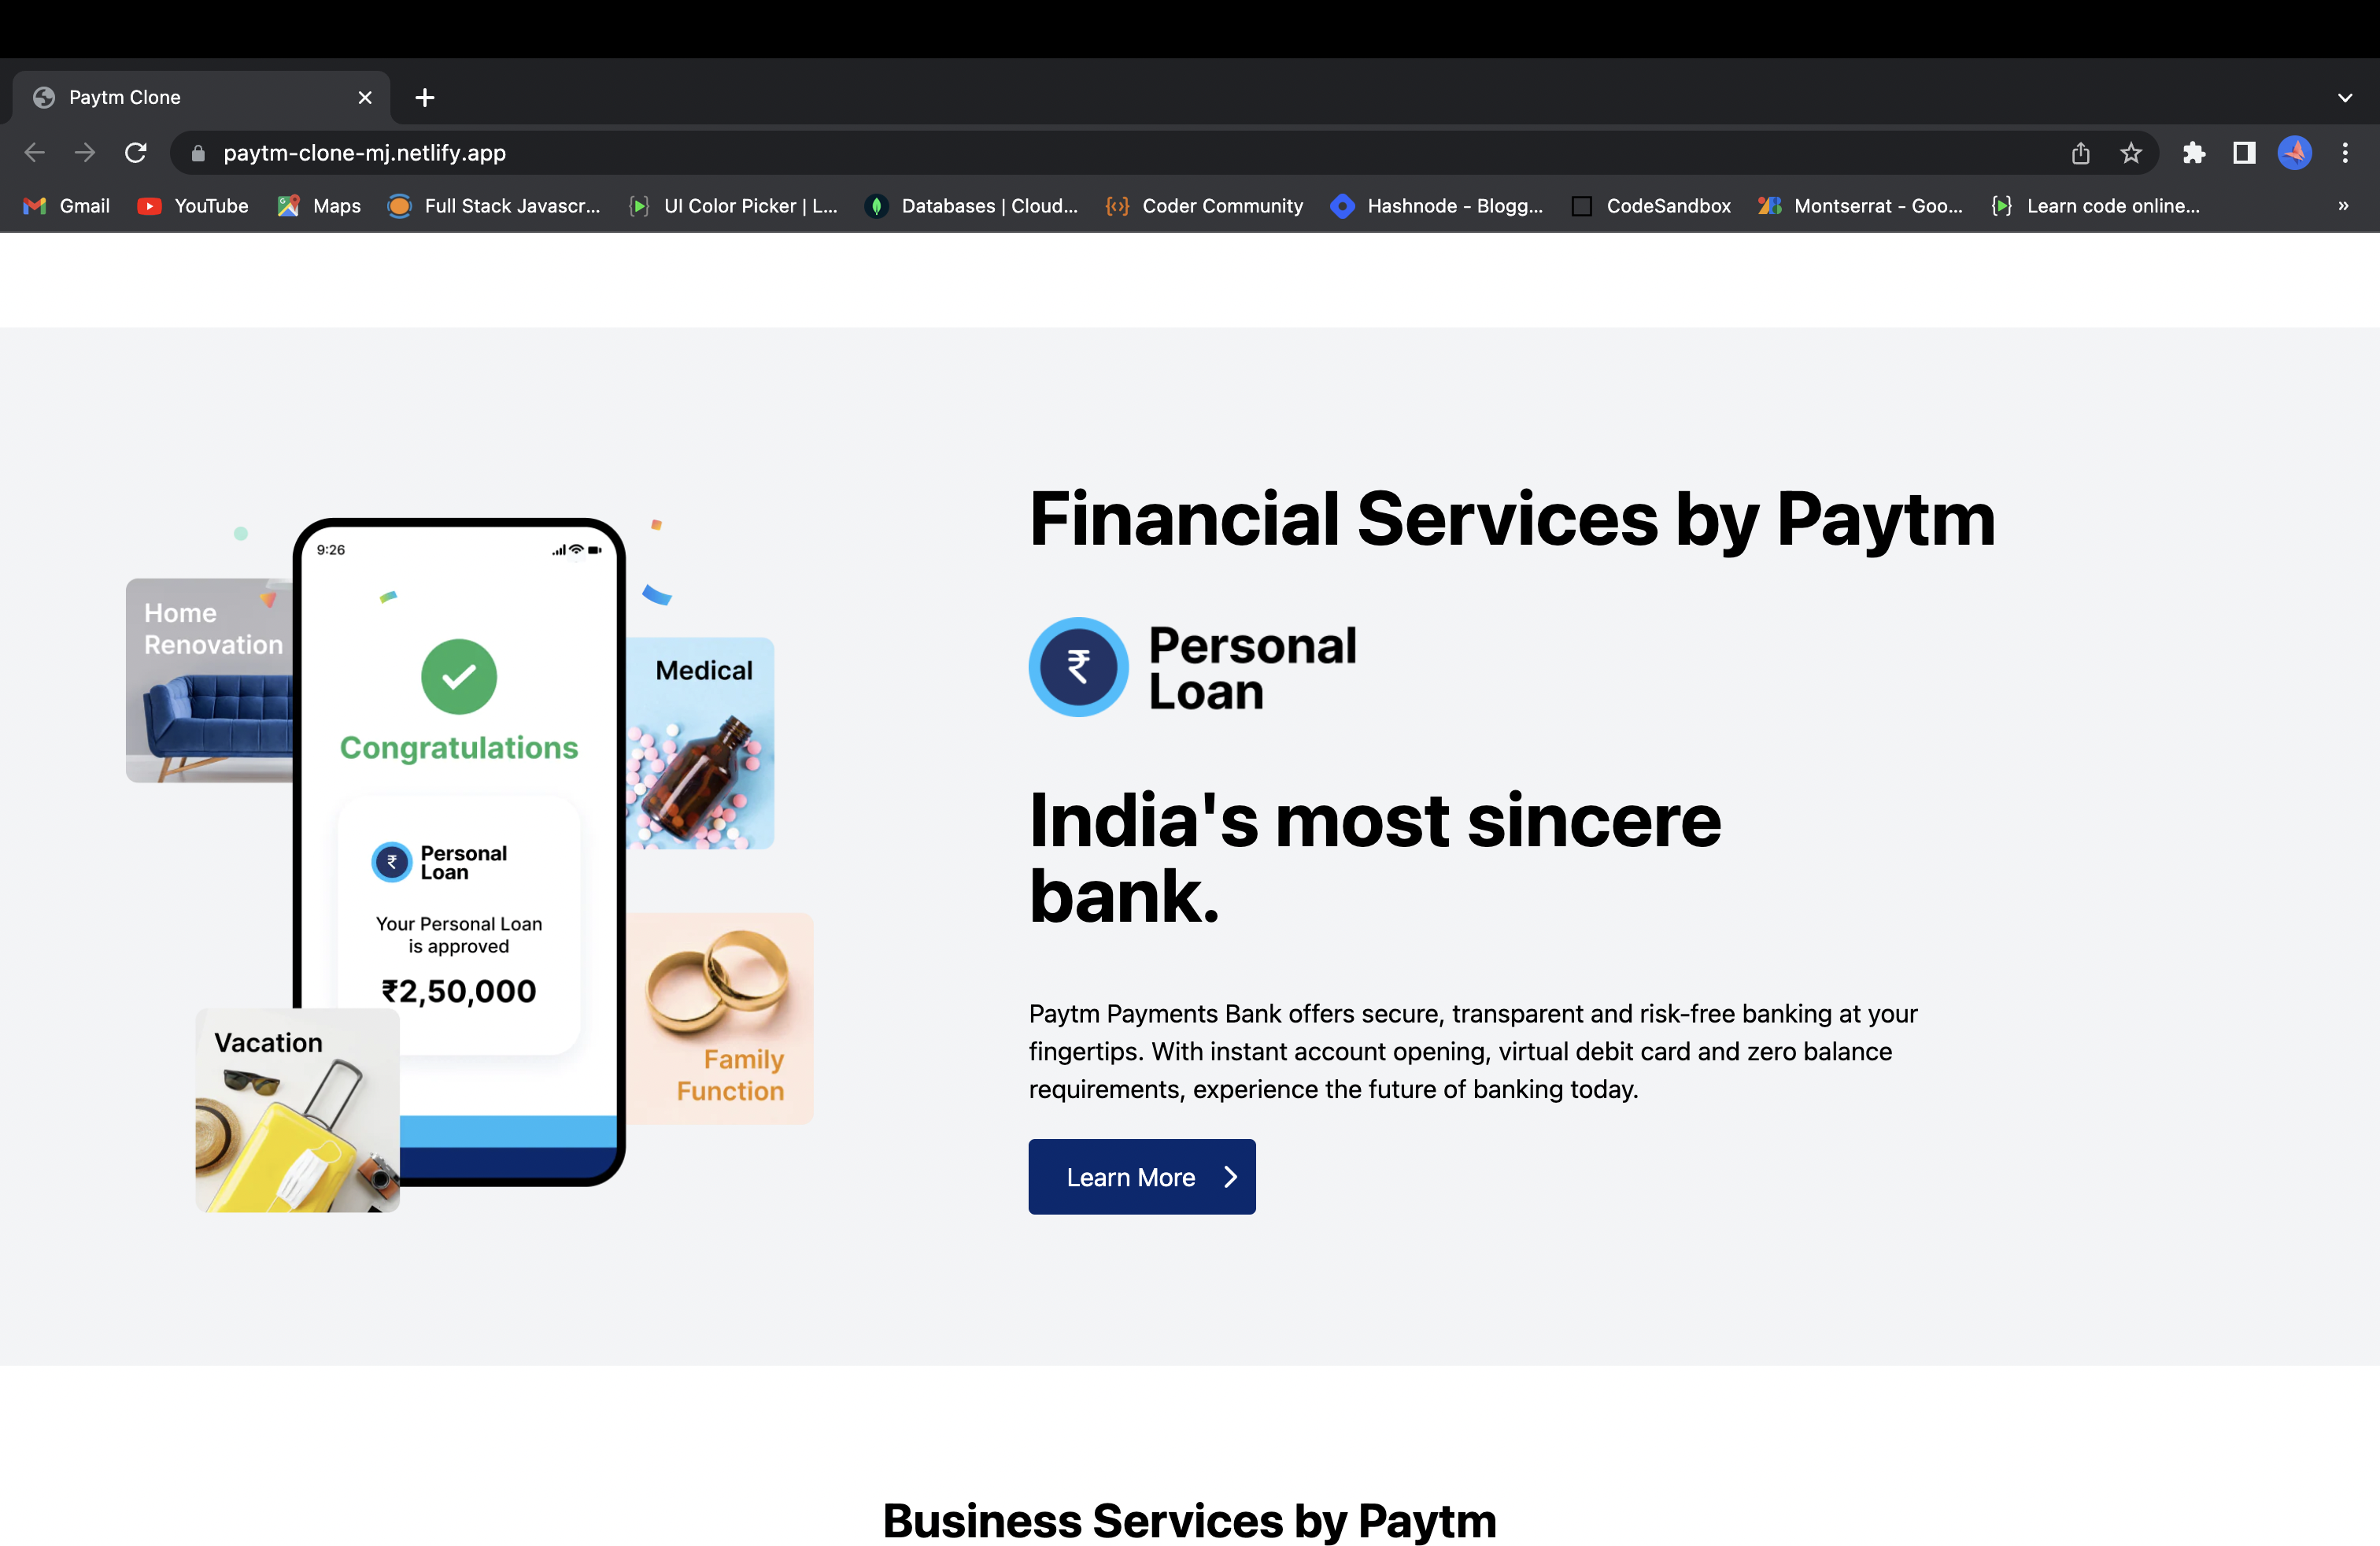 Paytm Clone
paytm-clone-mj.netlify.app
Gmail YouTube Maps Full Stack Javascr... UI Color Picker | L... Databases | Cloud... Coder Community Hashnode - Blogg... CodeSandbox Montserrat - Goo... Learn code online... »
9:26
Home
Renovation
Medical
Congratulations
Personal
Loan
Your Personal Loan
is approved
₹2,50,000
Vacation
Family
Function
Financial Services by Paytm
₹
Personal
Loan
India's most sincere
bank.
Paytm Payments Bank offers secure, transparent and risk-free banking at your
fingertips. With instant account opening, virtual debit card and zero balance
requirements, experience the future of banking today.
Learn More
Business Services by Paytm